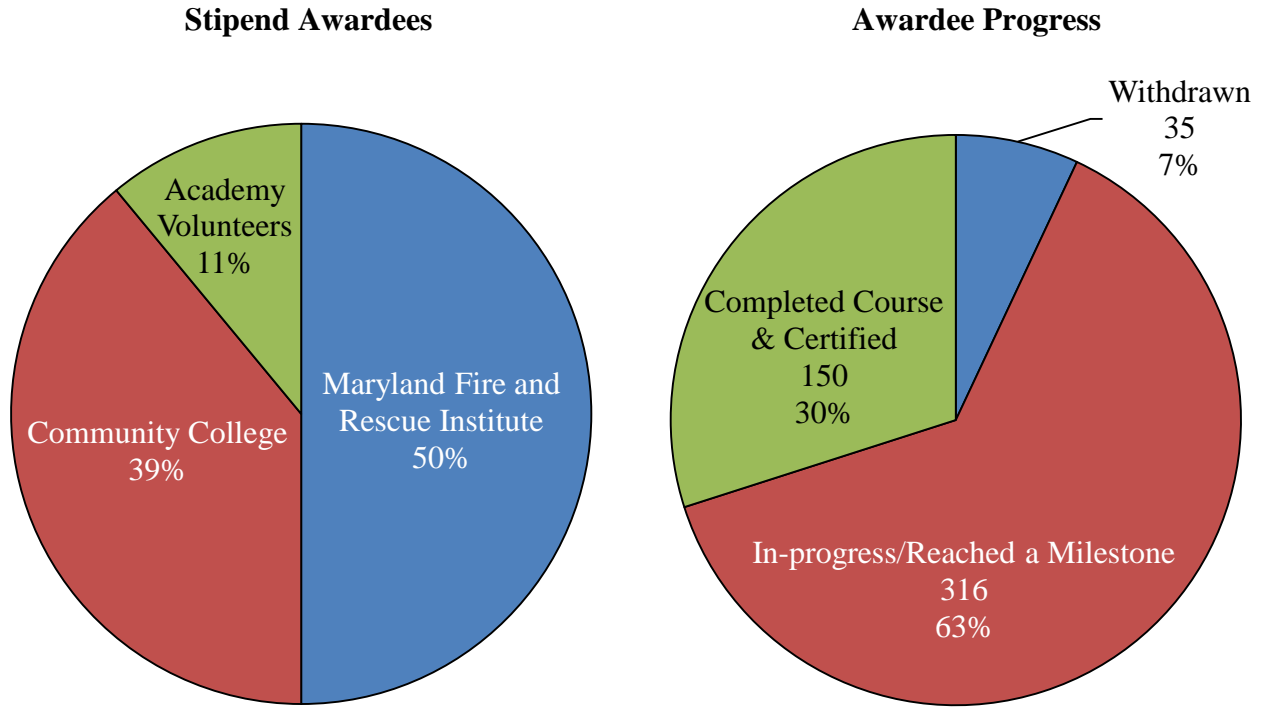 Stipend Awardees
Academy
Volunteers
11%
Community College
39%
Maryland Fire and
Rescue Institute
50%
Awardee Progress
Withdrawn
35
7%
Completed Course
& Certified
150
30%
In-progress/Reached a Milestone
316
63%